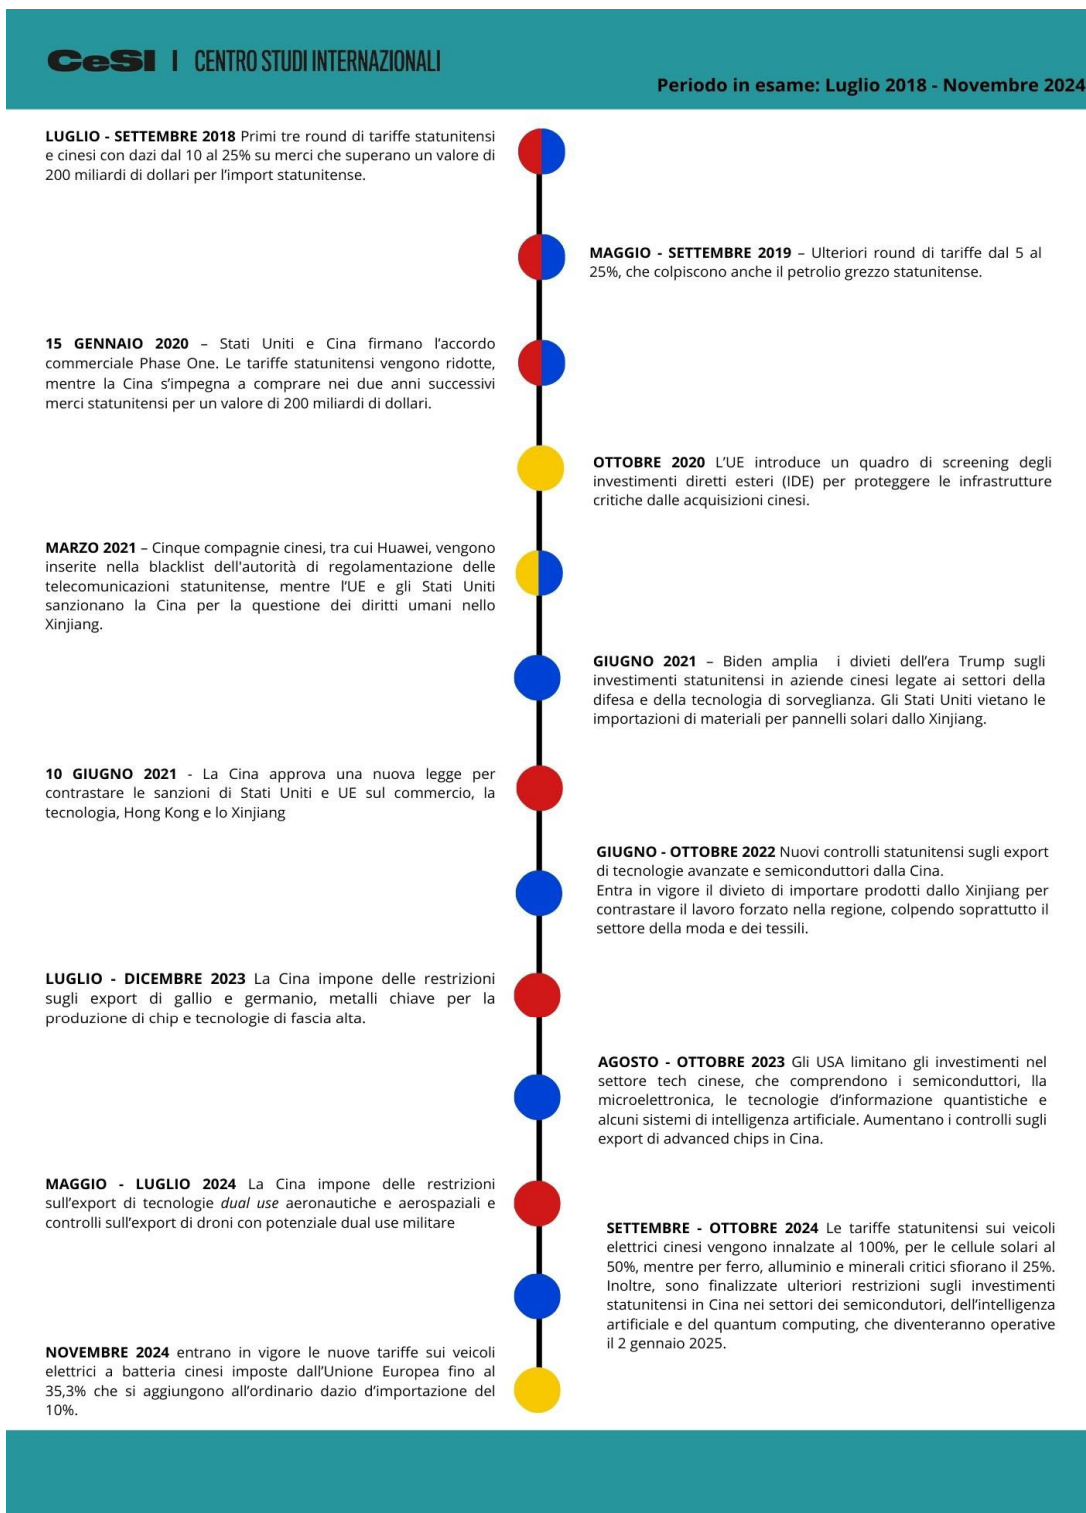 CeSI | CENTRO STUDI INTERNAZIONALI
Periodo in esame: Luglio 2018 - Novembre 2024
LUGLIO - SETTEMBRE 2018 Primi tre round di tariffe statunitensi
e cinesi con dazi dal 10 al 25% su merci che superano un valore di
200 miliardi di dollari per l’import statunitense.
MAGGIO - SETTEMBRE 2019 – Ulteriori round di tariffe dal 5 al
25%, che colpiscono anche il petrolio grezzo statunitense.
15 GENNAIO 2020 – Stati Uniti e Cina firmano l’accordo
commerciale Phase One. Le tariffe statunitensi vengono ridotte,
mentre la Cina s’impegna a comprare nei due anni successivi
merci statunitensi per un valore di 200 miliardi di dollari.
OTTOBRE 2020 L’UE introduce un quadro di screening degli
investimenti diretti esteri (IDE) per proteggere le infrastrutture
critiche dalle acquisizioni cinesi.
MARZO 2021 – Cinque compagnie cinesi, tra cui Huawei, vengono
inserite nella blacklist dell'autorità di regolamentazione delle
telecomunicazioni statunitense, mentre l’UE e gli Stati Uniti
sanzionano la Cina per la questione dei diritti umani nello
Xinjiang.
GIUGNO 2021 – Biden amplia i divieti dell’era Trump sugli
investimenti statunitensi in aziende cinesi legate ai settori della
difesa e della tecnologia di sorveglianza. Gli Stati Uniti vietano le
importazioni di materiali per pannelli solari dallo Xinjiang.
10 GIUGNO 2021 - La Cina approva una nuova legge per
contrastare le sanzioni di Stati Uniti e UE sul commercio, la
tecnologia, Hong Kong e lo Xinjiang
GIUGNO - OTTOBRE 2022 Nuovi controlli statunitensi sugli export
di tecnologie avanzate e semiconduttori dalla Cina.
Entra in vigore il divieto di importare prodotti dallo Xinjiang per
contrastare il lavoro forzato nella regione, colpendo soprattutto il
settore della moda e dei tessili.
LUGLIO - DICEMBRE 2023 La Cina impone delle restrizioni
sugli export di gallio e germanio, metalli chiave per la
produzione di chip e tecnologie di fascia alta.
AGOSTO - OTTOBRE 2023 Gli USA limitano gli investimenti nel
settore tech cinese, che comprendono i semiconduttori, lla
microelettronica, le tecnologie d’informazione quantistiche e
alcuni sistemi di intelligenza artificiale. Aumentano i controlli sugli
export di advanced chips in Cina.
MAGGIO - LUGLIO 2024 La Cina impone delle restrizioni
sull’export di tecnologie dual use aeronautiche e aerospaziali e
controlli sull’export di droni con potenziale dual use militare
SETTEMBRE - OTTOBRE 2024 Le tariffe statunitensi sui veicoli
elettrici cinesi vengono innalzate al 100%, per le cellule solari al
50%, mentre per ferro, alluminio e minerali critici sfiorano il 25%.
Inoltre, sono finalizzate ulteriori restrizioni sugli investimenti
statunitensi in Cina nei settori dei semicondutori, dell’intelligenza
artificiale e del quantum computing, che diventeranno operative
il 2 gennaio 2025.
NOVEMBRE 2024 entrano in vigore le nuove tariffe sui veicoli
elettrici a batteria cinesi imposte dall’Unione Europea fino al
35,3% che si aggiungono all’ordinario dazio d’importazione del
10%.